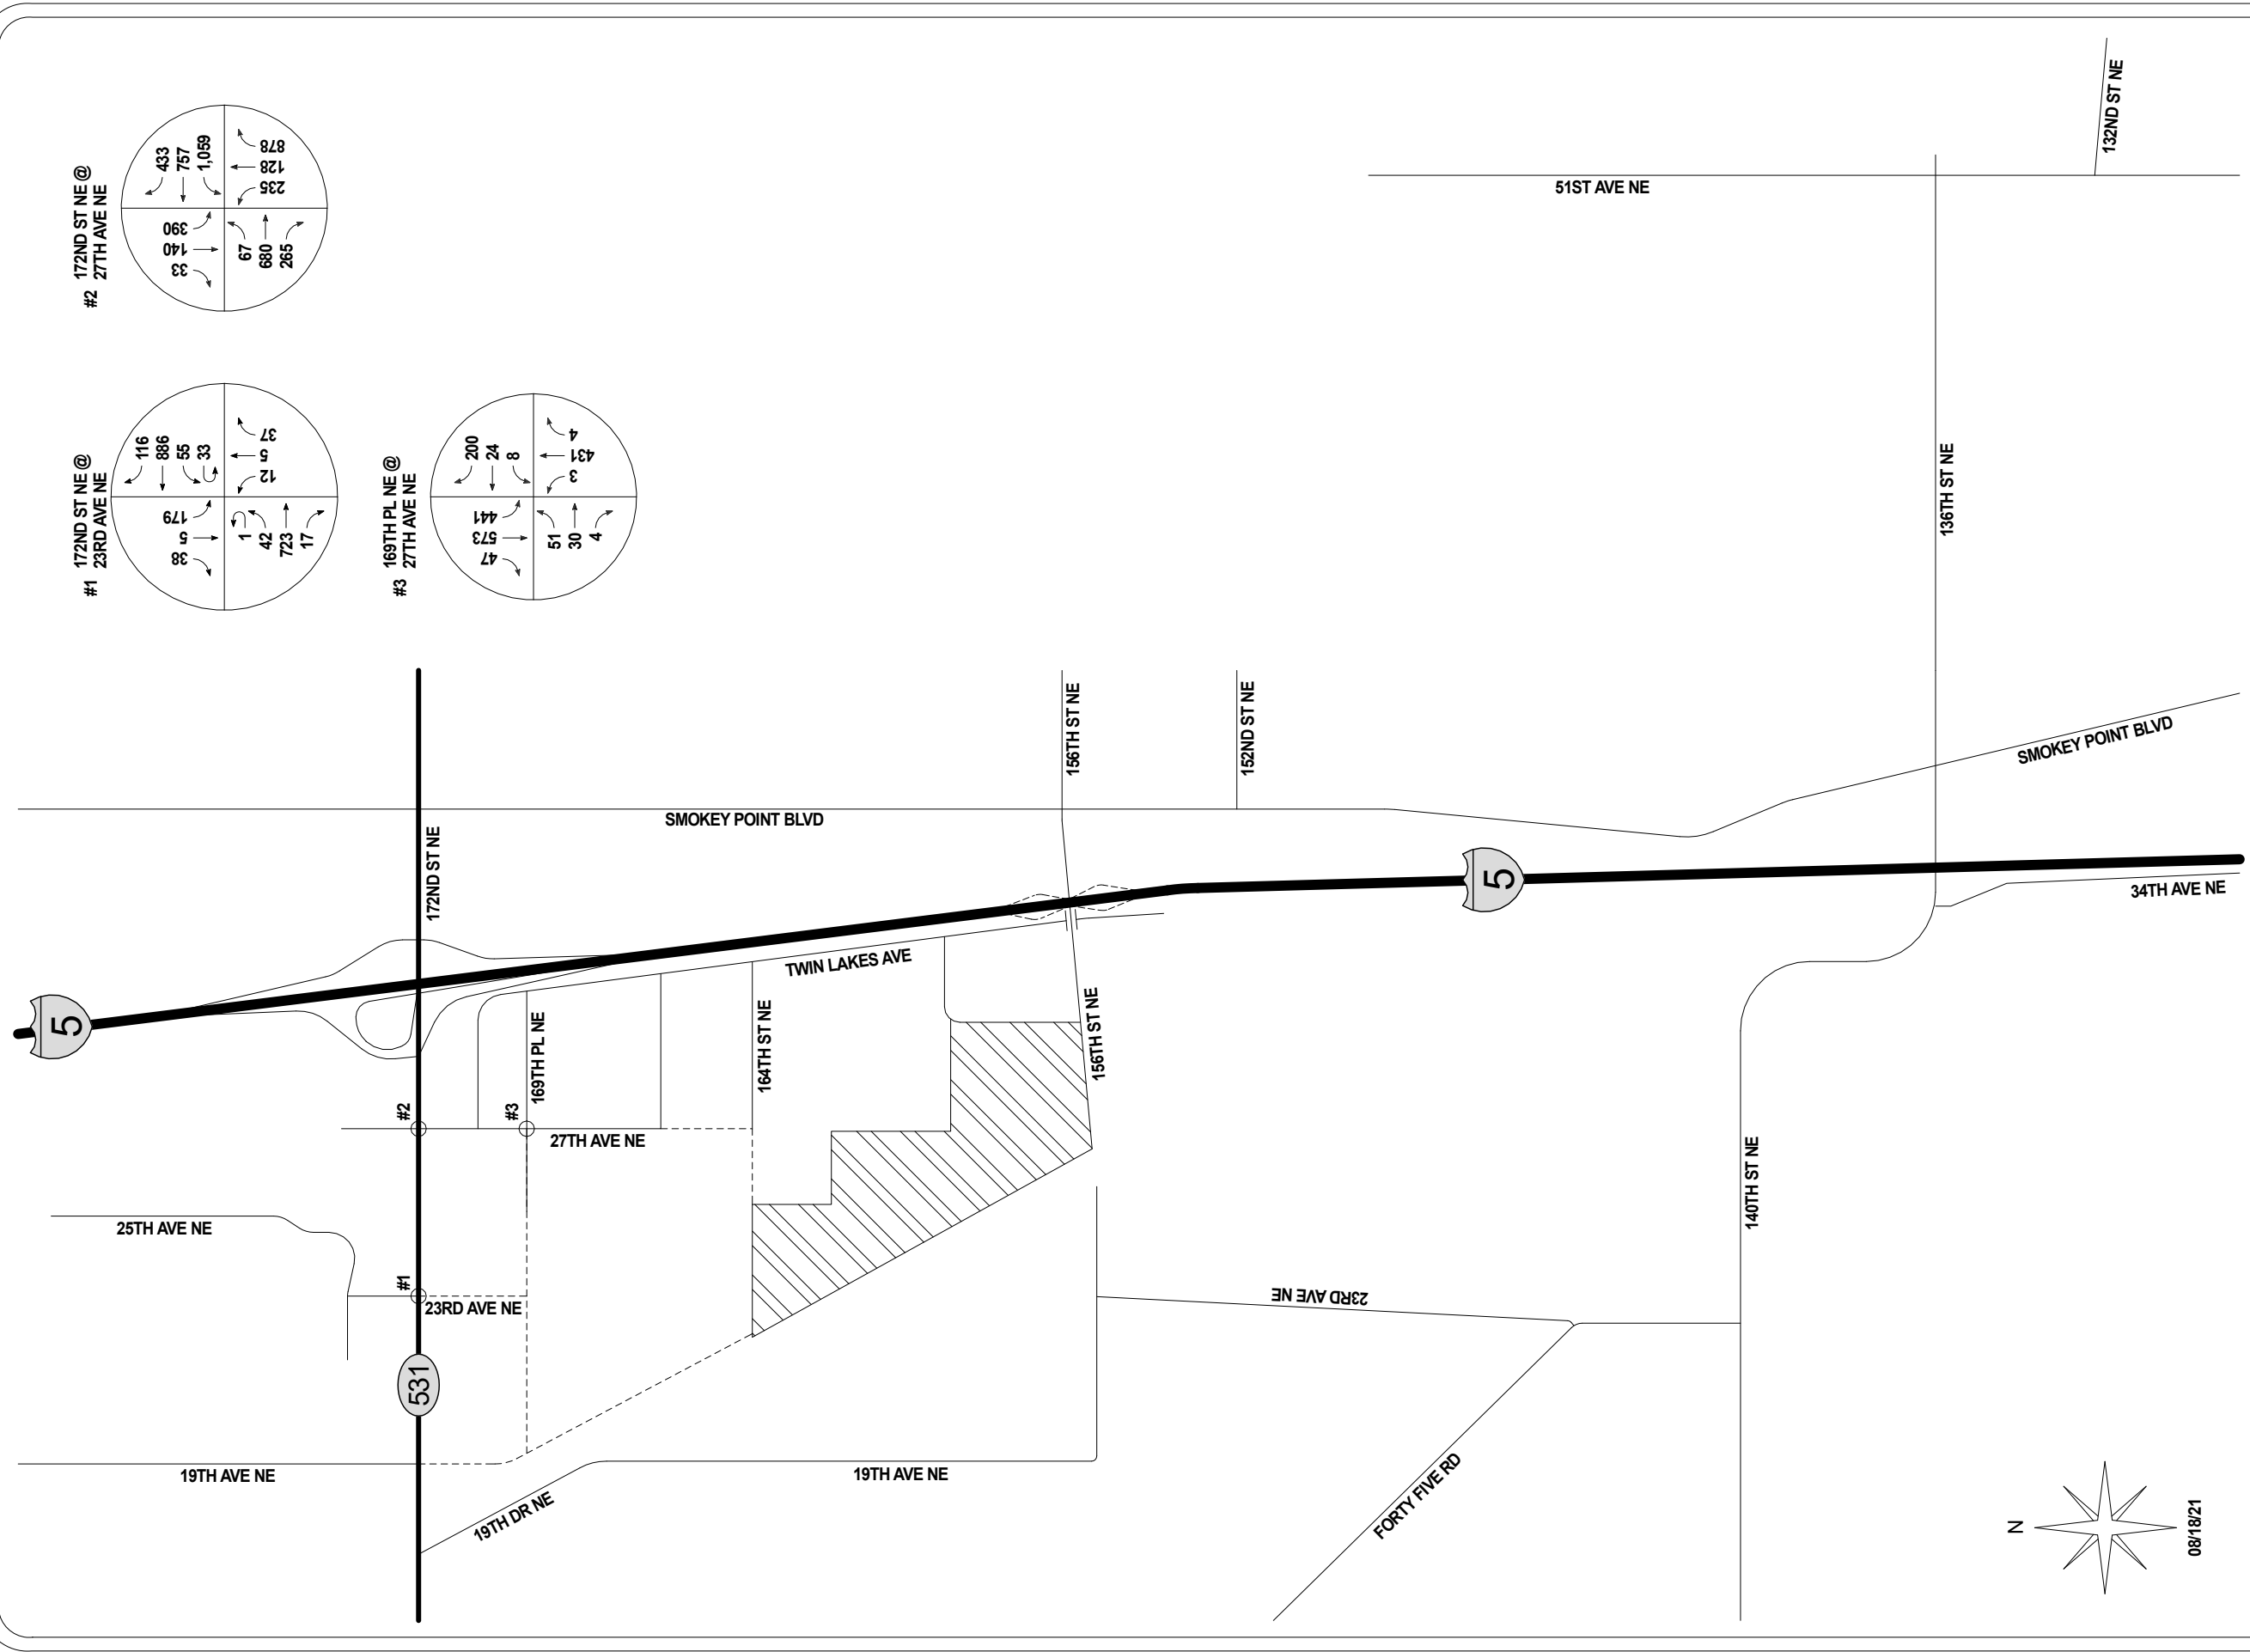 #1 172ND ST NE @
23RD AVE NE
116
886
55
33
179
5
38
1
42
723
17
12
5
37
#2 172ND ST NE @
27TH AVE NE
433
757
1,059
390
140
33
67
680
265
235
128
878
#3 169TH PL NE @
27TH AVE NE
200
24
8
441
573
47
51
30
4
3
431
4
5
5
531
#1
#2
#3
172ND ST NE
SMOKEY POINT BLVD
SMOKEY POINT BLVD
51ST AVE NE
132ND ST NE
136TH ST NE
156TH ST NE
152ND ST NE
34TH AVE NE
TWIN LAKES AVE
169TH PL NE
164TH ST NE
156TH ST NE
27TH AVE NE
25TH AVE NE
23RD AVE NE
23RD AVE NE
140TH ST NE
19TH AVE NE
19TH DR NE
19TH AVE NE
FORTY FIVE RD
N
08/18/21